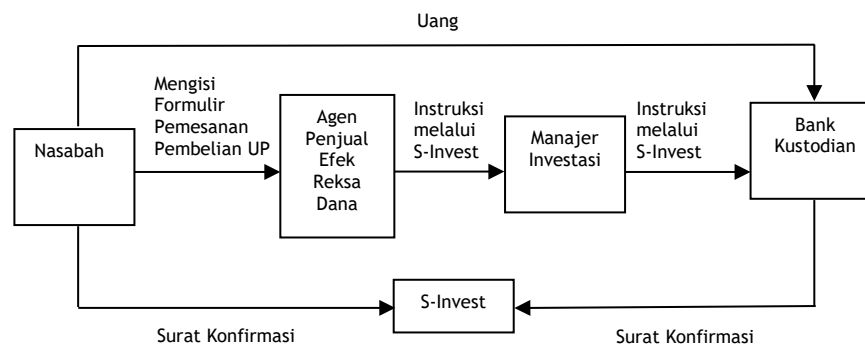 Uang
Mengisi
Formulir
Pemesanan
Pembelian UP
Nasabah
Agen
Penjual
Efek
Reksa
Dana
Instruksi
melalui
S-Invest
Manajer
Investasi
Instruksi
melalui
S-Invest
Bank
Kustodian
S-Invest
Surat Konfirmasi
Surat Konfirmasi